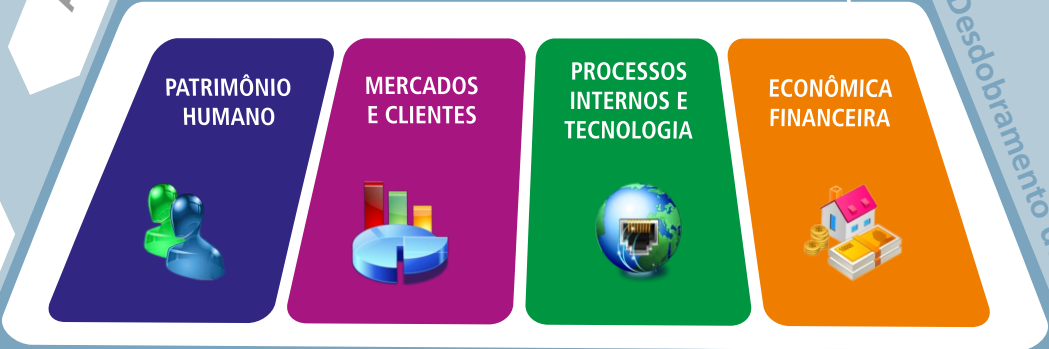 PATRIMÔNIO
HUMANO
MERCADOS
E CLIENTES
PROCESSOS
INTERNOS E
TECNOLOGIA
ECONÔMICA
FINANCEIRA
Desdobramento